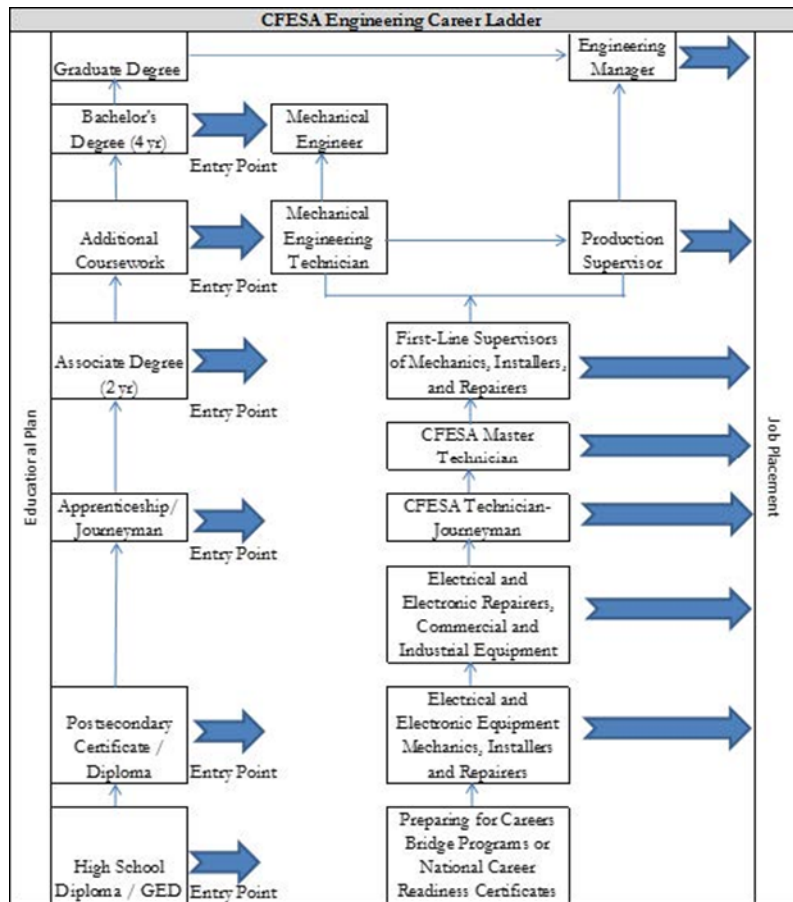 CFESA Engineering Career Ladder
Graduate Degree
Engineering
Manager
Bachelor's
Degree (4 yr)
Entry Point
Mechanical
Engineer
Additional
Coursework
Entry Point
Mechanical
Engineering
Technician
Production
Supervisor
Associate Degree
(2 yr)
Entry Point
First-Line Supervisors
of Mechanics, Installers,
and Repairers
CFESA Master
Technician
Apprenticeship/
Journeyman
Entry Point
CFESA Technician-
Journeyman
Electrical and
Electronic Repairers,
Commercial and
Industrial Equipment
Postsecondary
Certificate /
Diploma
Entry Point
Electrical and
Electronic Equipment
Mechanics, Installers
and Repairers
High School
Diploma / GED
Entry Point
Preparing for Careers
Bridge Programs or
National Career
Readiness Certificates
Educational Plan
Job Placement